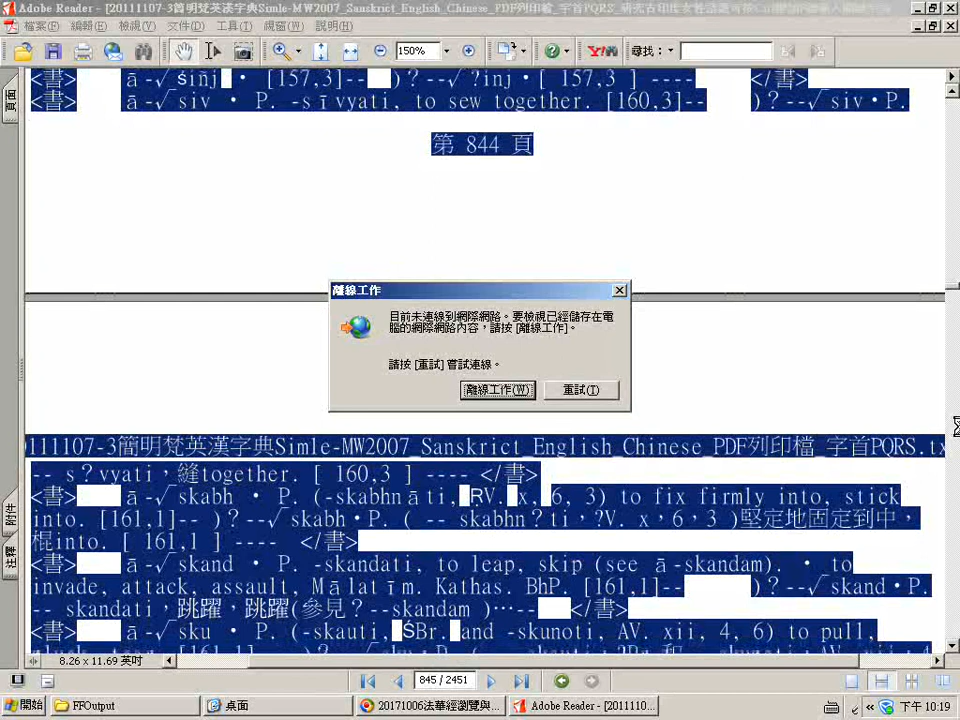 Adobe Reader - [20111107-3簡明梵英漢字典Simle-MW2007_Sanskrict_English_Chinese_PDF列印檔_字首PQRS
檔案(F) 編輯(E) 檢視(V) 文件(D) 工具(T) 視窗(W) 說明(H)
150% 尋找：
頁面
<書> ā-√śiñj • [157,3]-- )？--√？inj•[ 157,3 ] ---- </書>
<書> ā-√siv • P. -sīvyati, to sew together. [160,3]-- )？--√siv•P.
第 844 頁
離線工作
目前未連線到網際網路。要檢視已經儲存在電
腦的網際網路內容，請按 [離線工作]。
請按 [重試] 嘗試連線。
離線工作(W) 重試(T)
111107-3簡明梵英漢字典Simle-MW2007_Sanskrict_English_Chinese_PDF列印檔_字首PQRS.tx
-- s？vyati，縫together. [ 160,3 ] ---- </書>
<書> ā-√skabh • P. (-skabhnāti, RV. x, 6, 3) to fix firmly into, stick
into. [161,1]-- )？--√skabh•P. ( -- skabhn？ti，?V. x，6，3 )堅定地固定到中，
棍into. [ 161,1 ] ---- </書>
<書> ā-√skand • P. -skandati, to leap, skip (see ā-skandam). • to
invade, attack, assault, Mālatīm. Kathas. BhP. [161,1]-- )？--√skand•P.
-- skandati，跳躍，跳躍(參見？--skandam )…-- </書>
<書> ā-√sku • P. (-skauti, ŚBr. and -skunoti, AV. xii, 4, 6) to pull,
附件
注釋
8.26 x 11.69 英吋
845 / 2451
開始 FFOutput 桌面 20171006法華經瀏覽與... Adobe Reader - [2011110... 下午 10:19